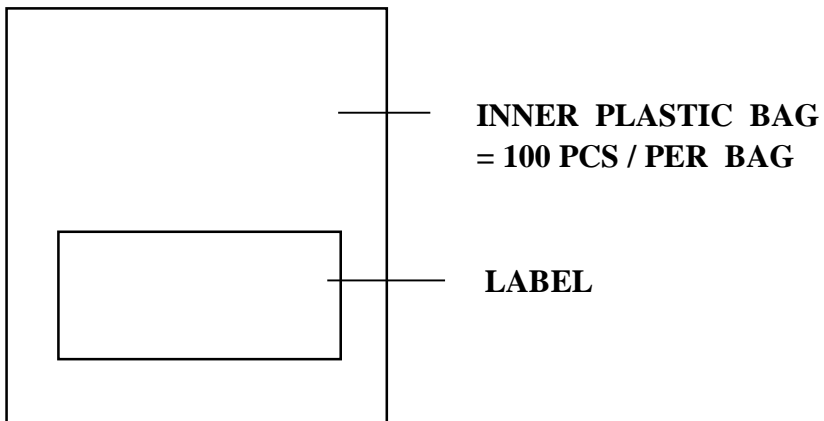 INNER PLASTIC BAG
= 100 PCS / PER BAG
LABEL